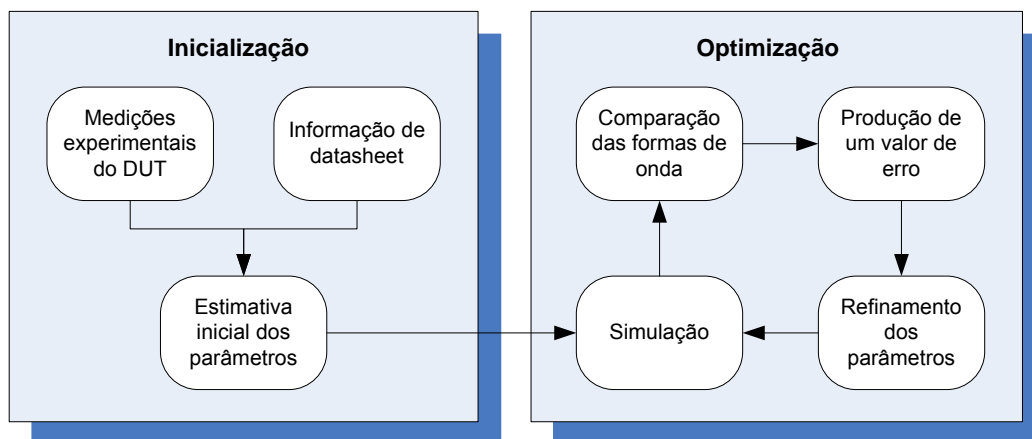 Inicialização
Medições
experimentais
do DUT
Informação de
datasheet
Estimativa
inicial dos
parâmetros
Optimização
Comparação
das formas de
onda
Produção de
um valor de
erro
Simulação
Refinamento
dos
parâmetros